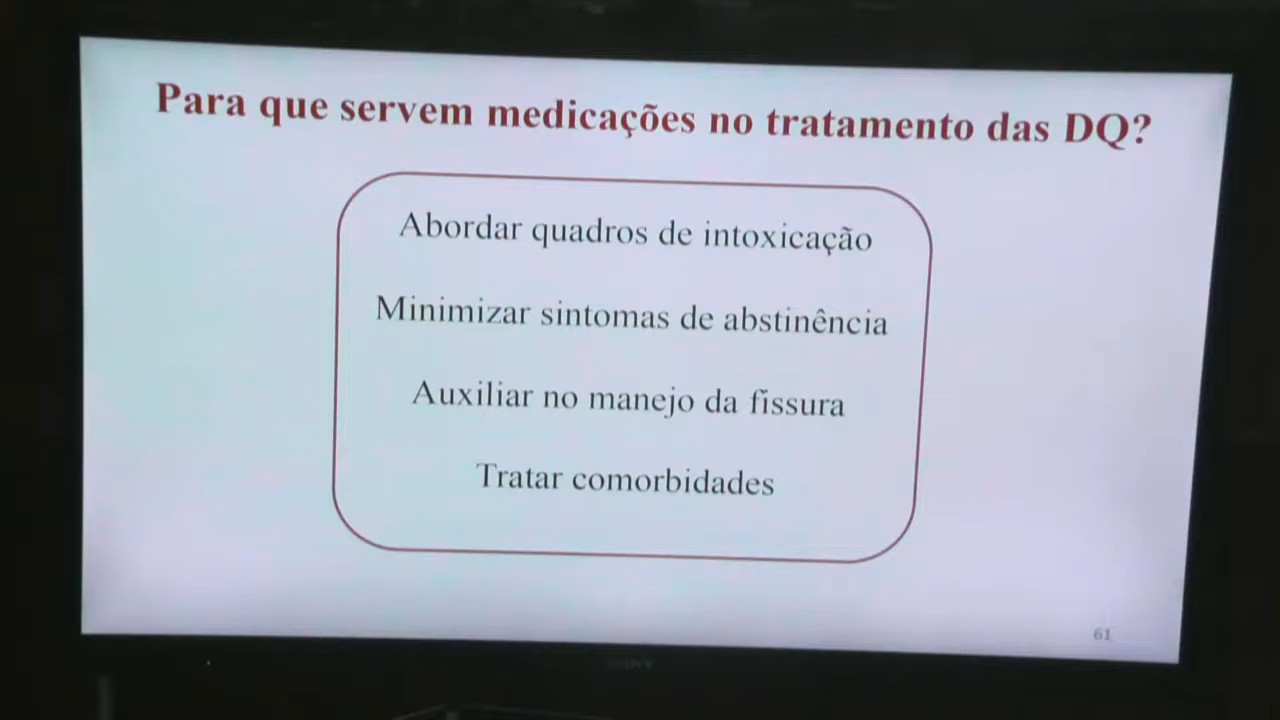 Para que servem medicações no tratamento das DQ?
Abordar quadros de intoxicação
Minimizar sintomas de abstinência
Auxiliar no manejo da fissura
Tratar comorbidades
61
SONY